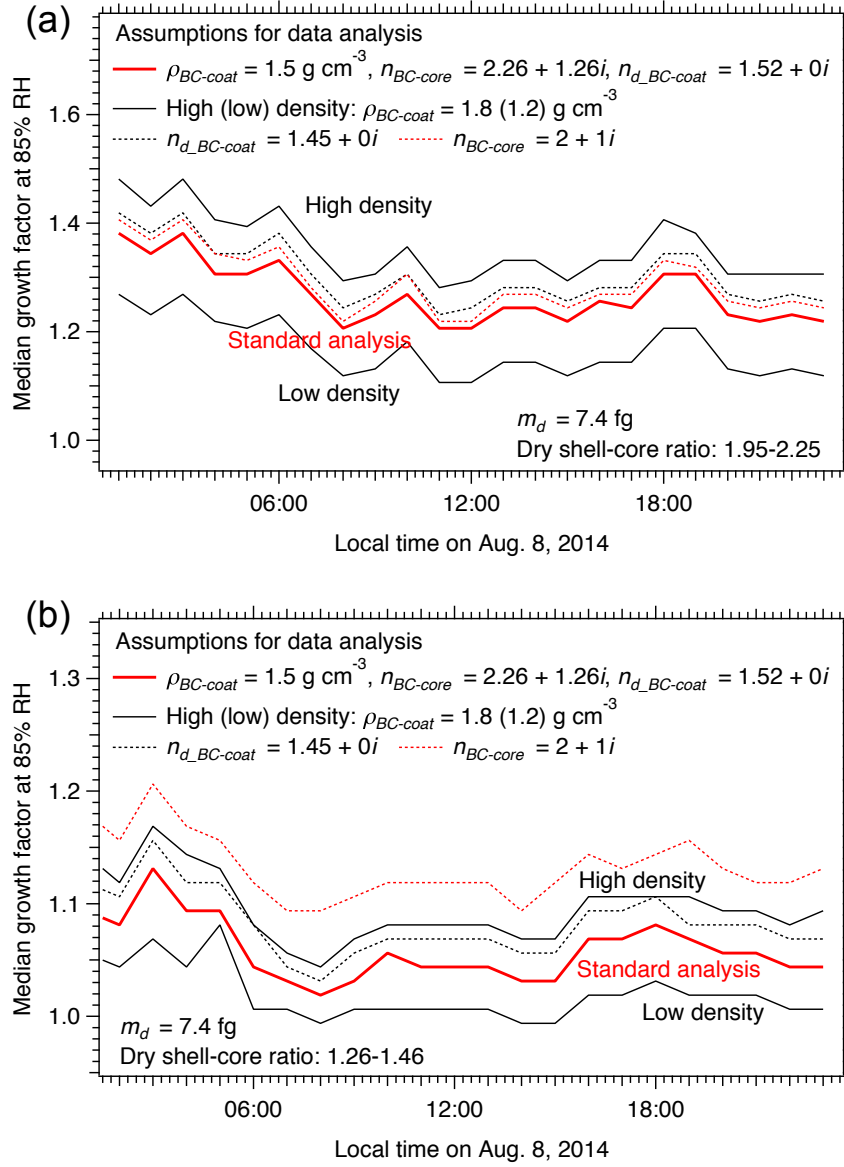 (a)
Assumptions for data analysis
ρBC-coat = 1.5 g cm-3, nBC-core = 2.26 + 1.26i, nd_BC-coat = 1.52 + 0i
High (low) density: ρBC-coat = 1.8 (1.2) g cm-3
nd_BC-coat = 1.45 + 0i nBC-core = 2 + 1i
Median growth factor at 85% RH
1.6
1.4
1.2
1.0
High density
Standard analysis
Low density
md = 7.4 fg
Dry shell-core ratio: 1.95-2.25
06:00 12:00 18:00
Local time on Aug. 8, 2014
(b)
Assumptions for data analysis
ρBC-coat = 1.5 g cm-3, nBC-core = 2.26 + 1.26i, nd_BC-coat = 1.52 + 0i
High (low) density: ρBC-coat = 1.8 (1.2) g cm-3
nd_BC-coat = 1.45 + 0i nBC-core = 2 + 1i
Median growth factor at 85% RH
1.3
1.2
1.1
1.0
High density
Standard analysis
Low density
md = 7.4 fg
Dry shell-core ratio: 1.26-1.46
06:00 12:00 18:00
Local time on Aug. 8, 2014